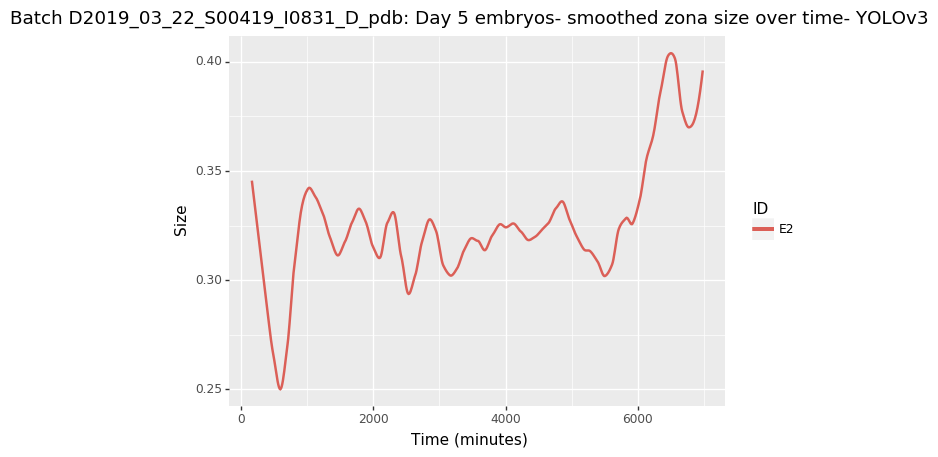 Batch D2019_03_22_S00419_I0831_D_pdb: Day 5 embryos- smoothed zona size over time- YOLOv3
0.40
0.35
0.30
0.25
Size
0
2000
4000
6000
Time (minutes)
ID
E2